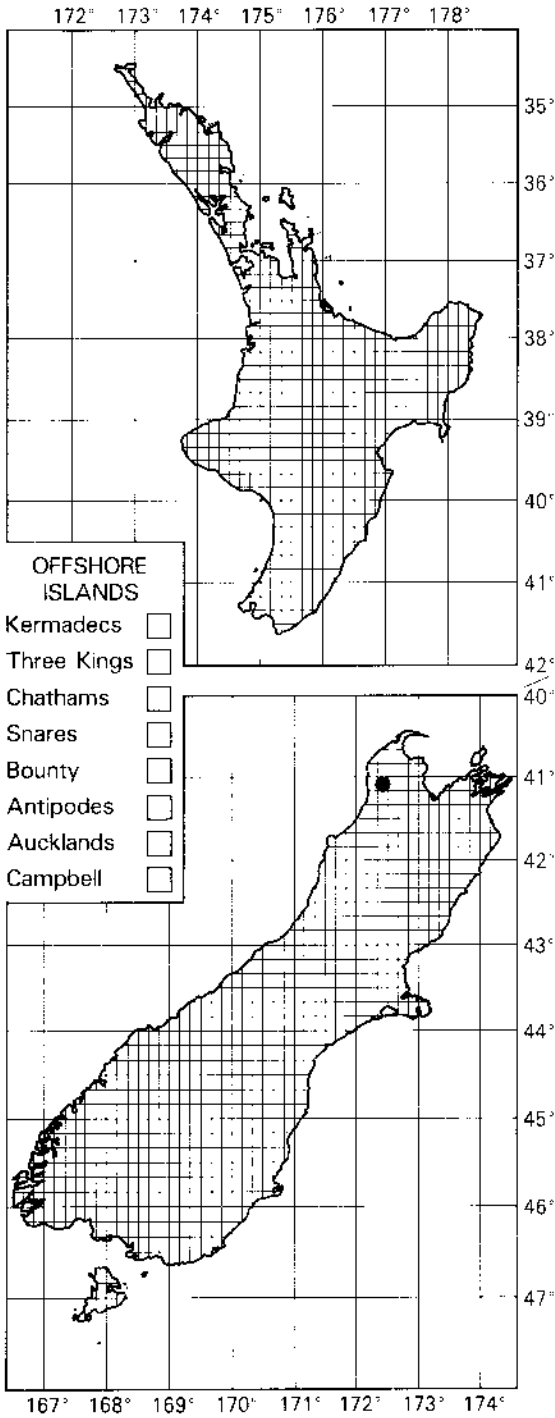 172° 173° 174° 175° 176° 177° 178°
35°
36°
37°
38°
39°
40°
41°
42°
OFFSHORE
ISLANDS
Kermadecs
Three Kings
Chathams
Snares
Bounty
Antipodes
Aucklands
Campbell
40°
41°
42°
43°
44°
45°
46°
47°
167° 168° 169° 170° 171° 172° 173° 174°